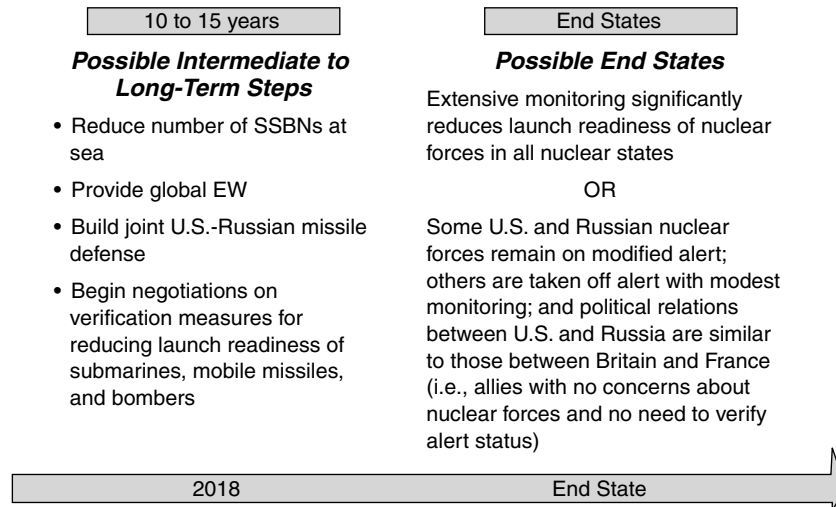 10 to 15 years
Possible Intermediate to
Long-Term Steps
• Reduce number of SSBNs at
sea
• Provide global EW
• Build joint U.S.-Russian missile
defense
• Begin negotiations on
verification measures for
reducing launch readiness of
submarines, mobile missiles,
and bombers
End States
Possible End States
Extensive monitoring significantly
reduces launch readiness of nuclear
forces in all nuclear states
OR
Some U.S. and Russian nuclear
forces remain on modified alert;
others are taken off alert with modest
monitoring; and political relations
between U.S. and Russia are similar
to those between Britain and France
(i.e., allies with no concerns about
nuclear forces and no need to verify
alert status)
2018
End State